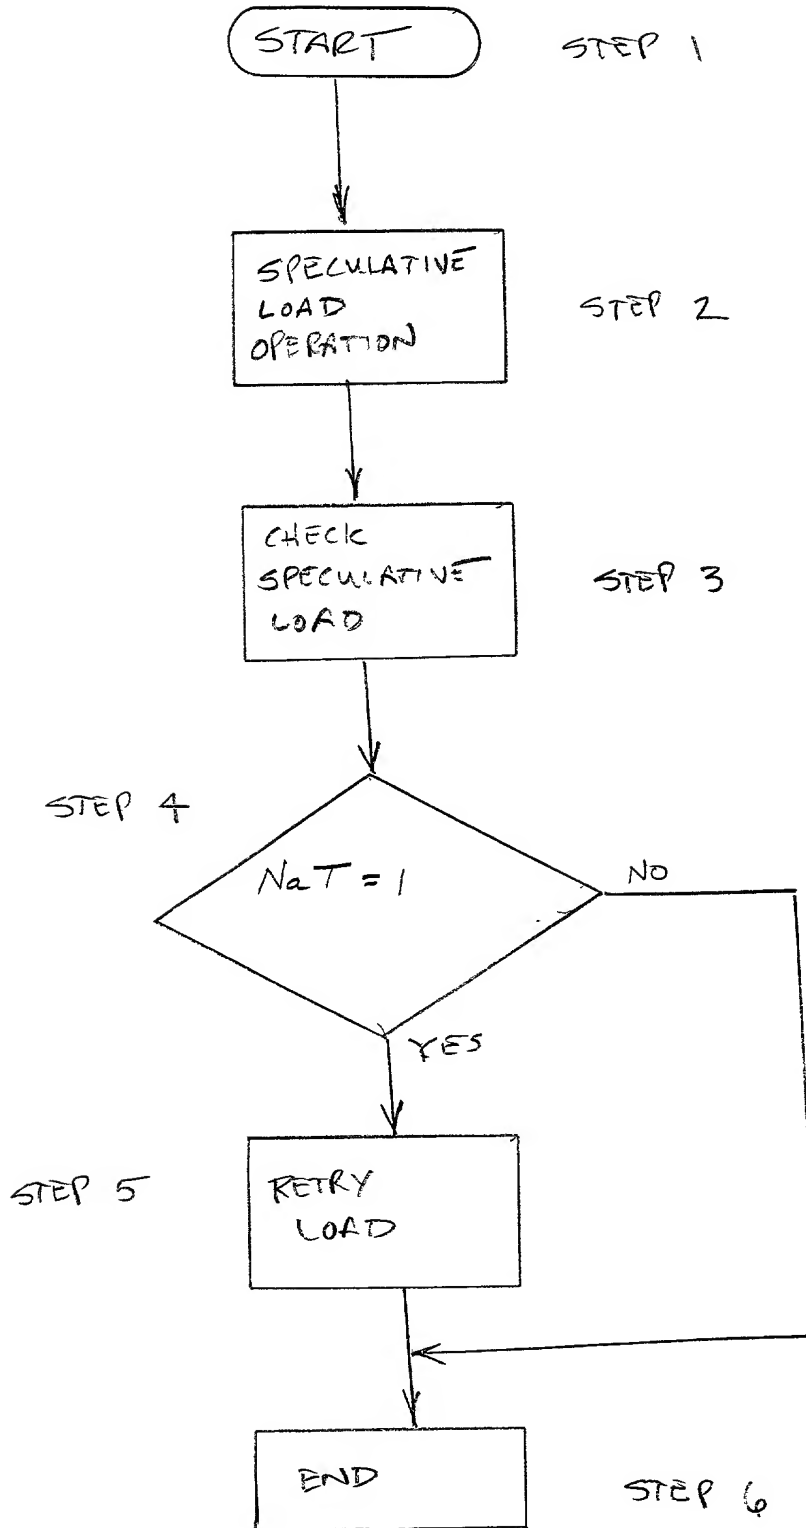 START
STEP 1
SPECULATIVE
LOAD
OPERATION
STEP 2
CHECK
SPECULATIVE
LOAD
STEP 3
STEP 4
NaT = 1
NO
YES
STEP 5
RETRY
LOAD
END
STEP 6